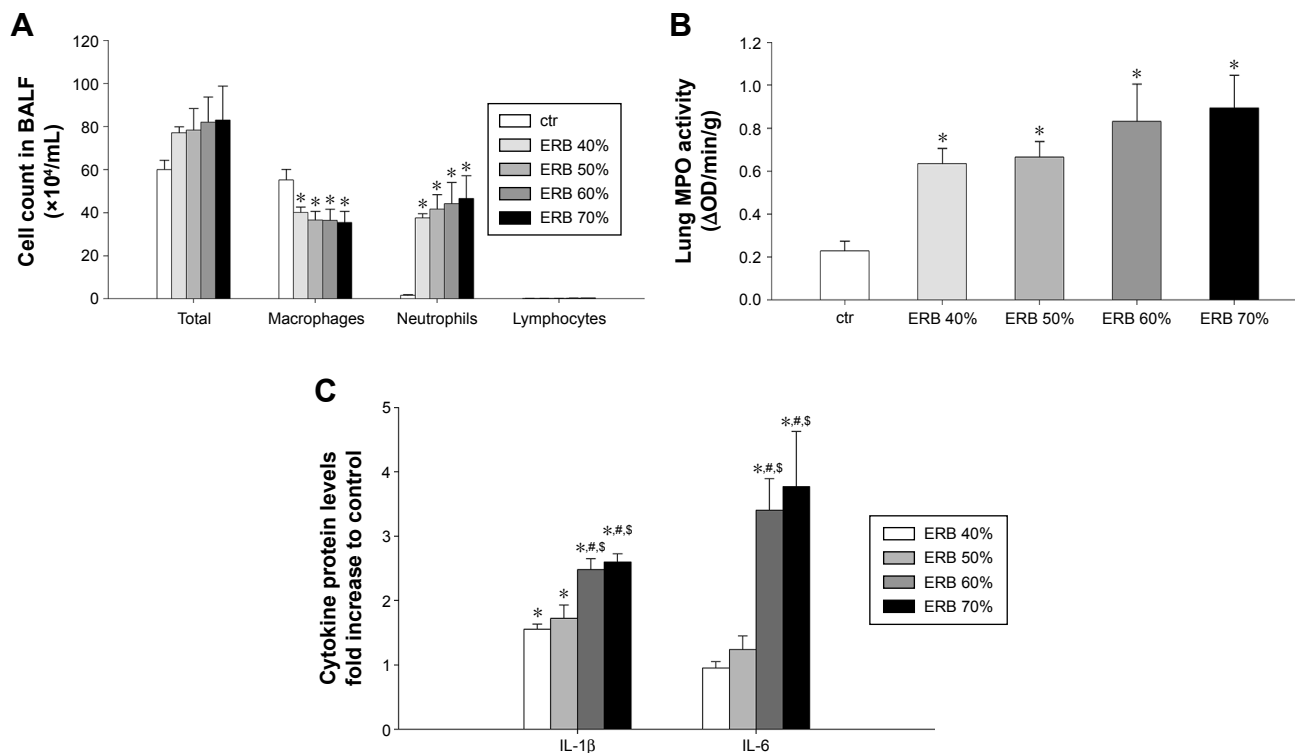 A
Cell count in BALF
(×10⁴/mL)
120
100
80
60
40
20
0
* * * *
* * * *
Total Macrophages Neutrophils Lymphocytes
ctr
ERB 40%
ERB 50%
ERB 60%
ERB 70%
B
Lung MPO activity
(ΔOD/min/g)
1.2
1.0
0.8
0.6
0.4
0.2
0.0
* * * *
ctr ERB 40% ERB 50% ERB 60% ERB 70%
C
Cytokine protein levels
fold increase to control
5
4
3
2
1
0
* * *,#,$ *,#,$
*,#,$ *,#,$
IL-1β IL-6
ERB 40%
ERB 50%
ERB 60%
ERB 70%